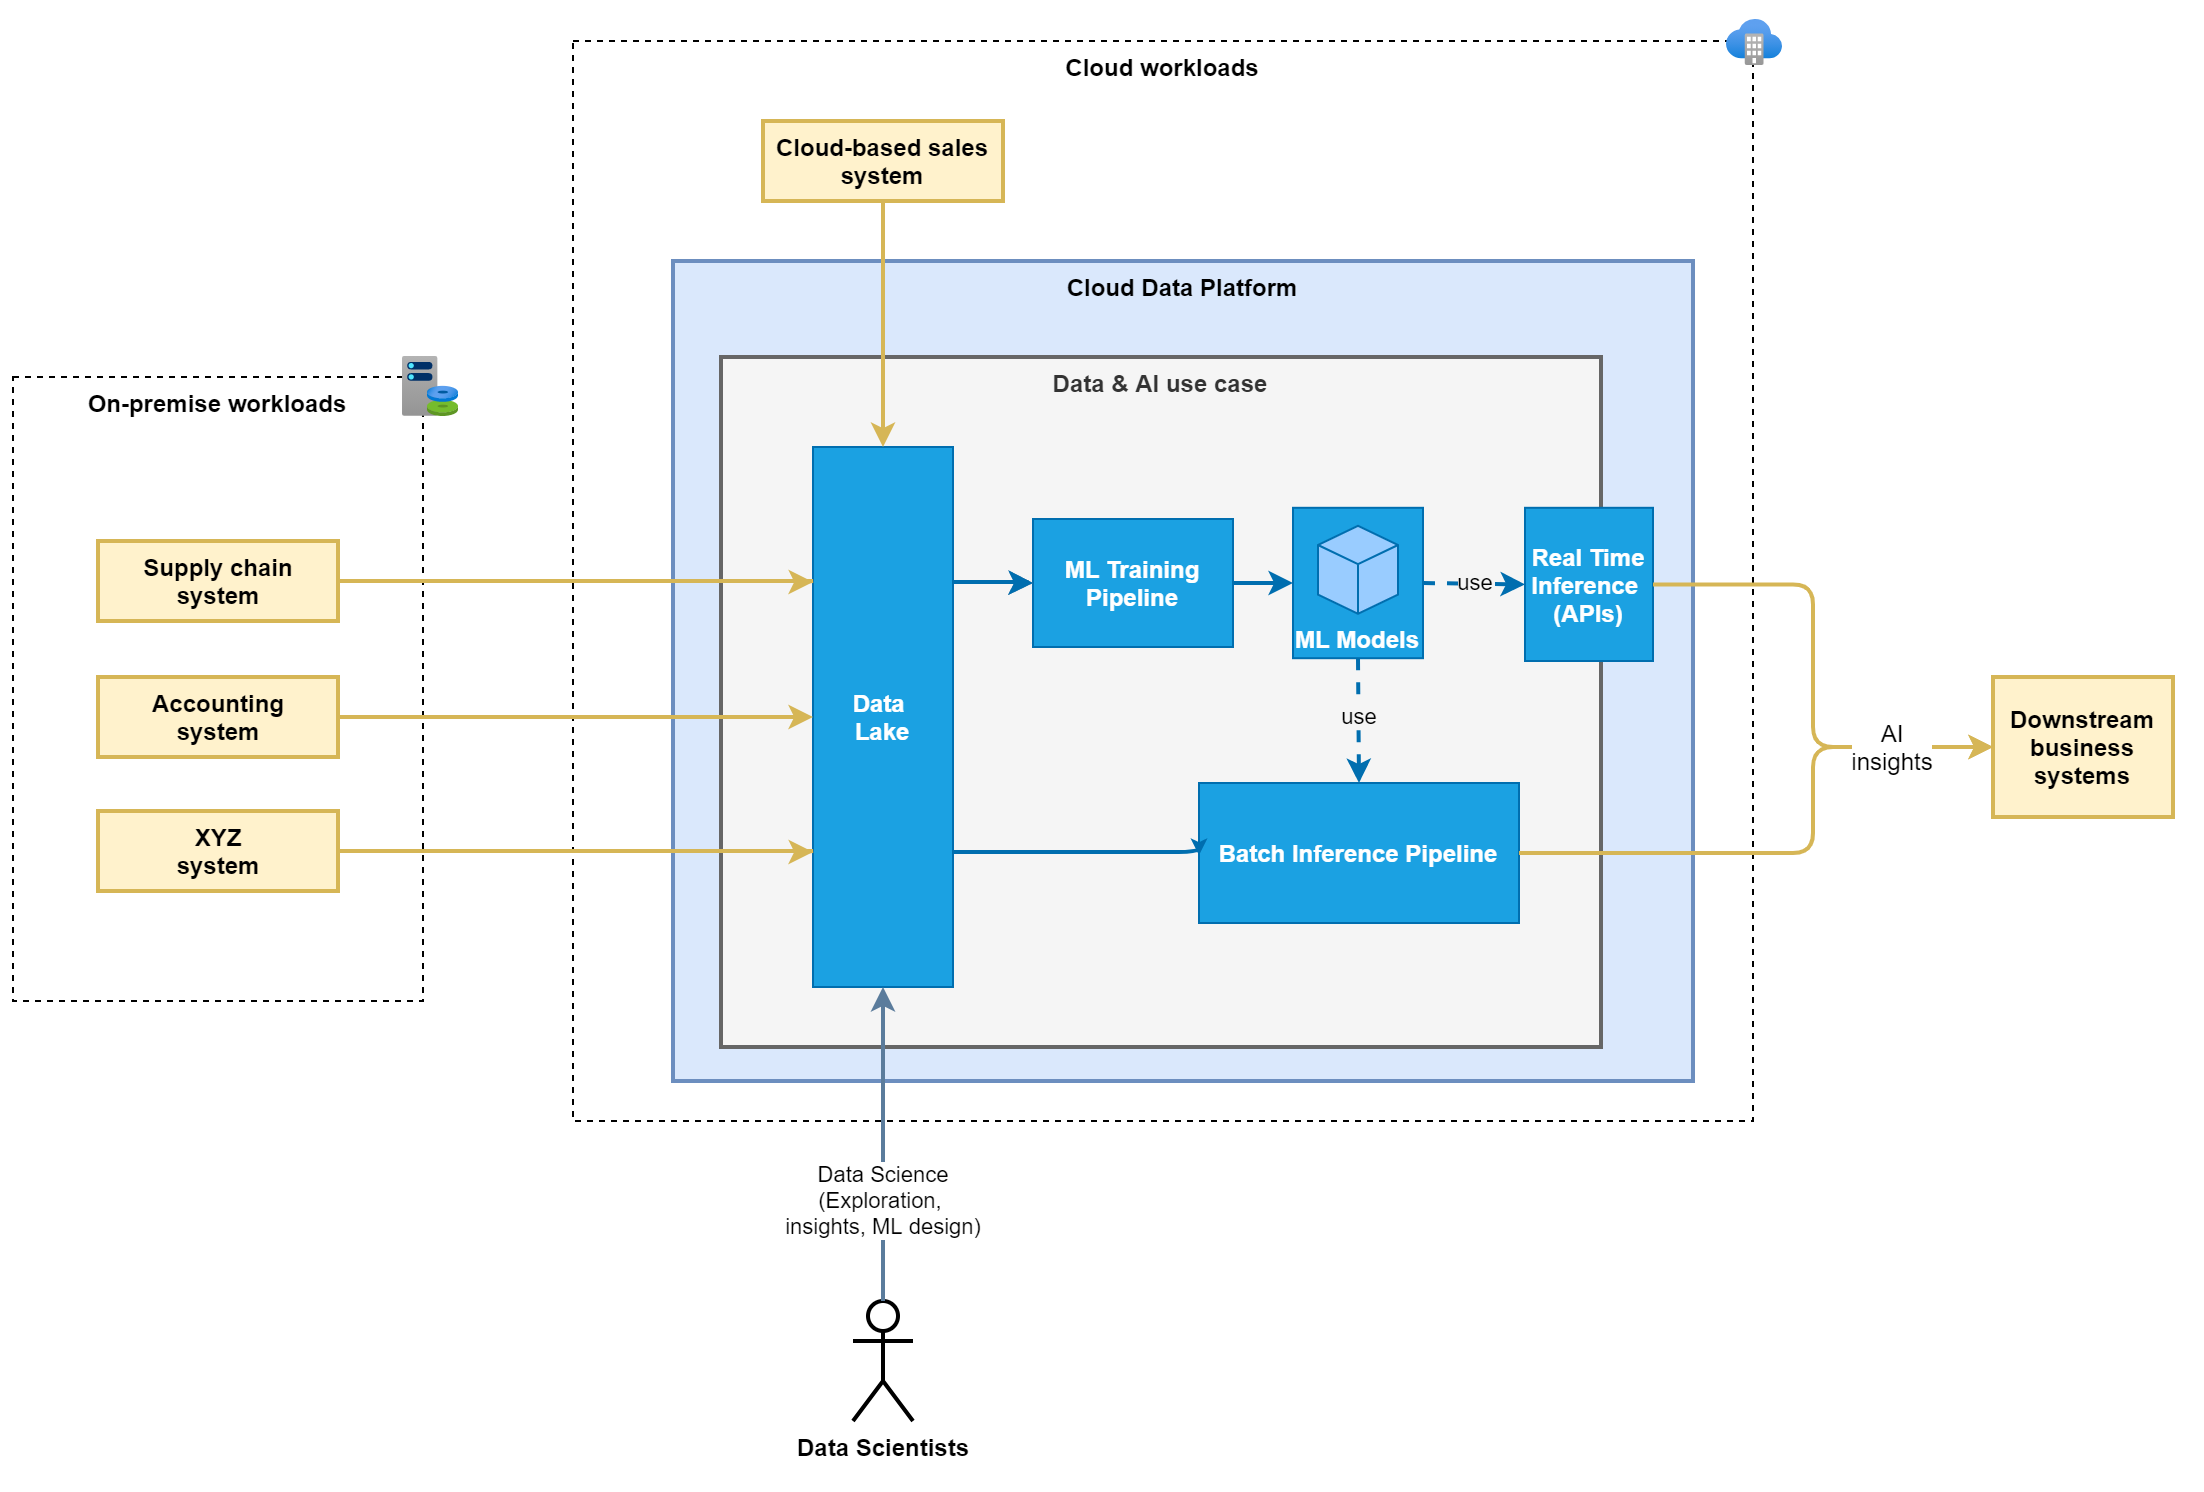 Cloud workloads
Cloud-based sales
system
Cloud Data Platform
Data & AI use case
On-premise workloads
Supply chain
system
Accounting
system
XYZ
system
Data
Lake
ML Training
Pipeline
ML Models
use
Real Time
Inference
(APIs)
use
Batch Inference Pipeline
AI
insights
Downstream
business
systems
Data Science
(Exploration,
insights, ML design)
Data Scientists